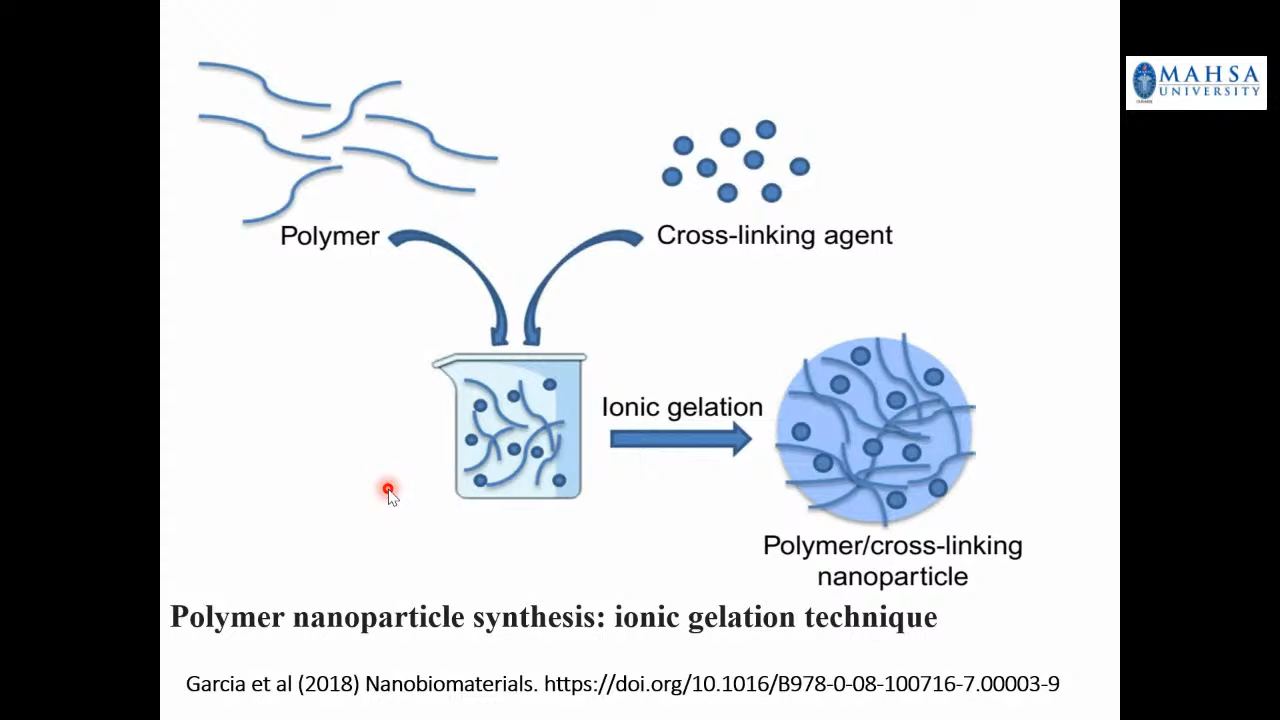 MAHSA
UNIVERSITY
Polymer
Cross-linking agent
Ionic gelation
Polymer/cross-linking
nanoparticle
Polymer nanoparticle synthesis: ionic gelation technique
Garcia et al (2018) Nanobiomaterials. https://doi.org/10.1016/B978-0-08-100716-7.00003-9